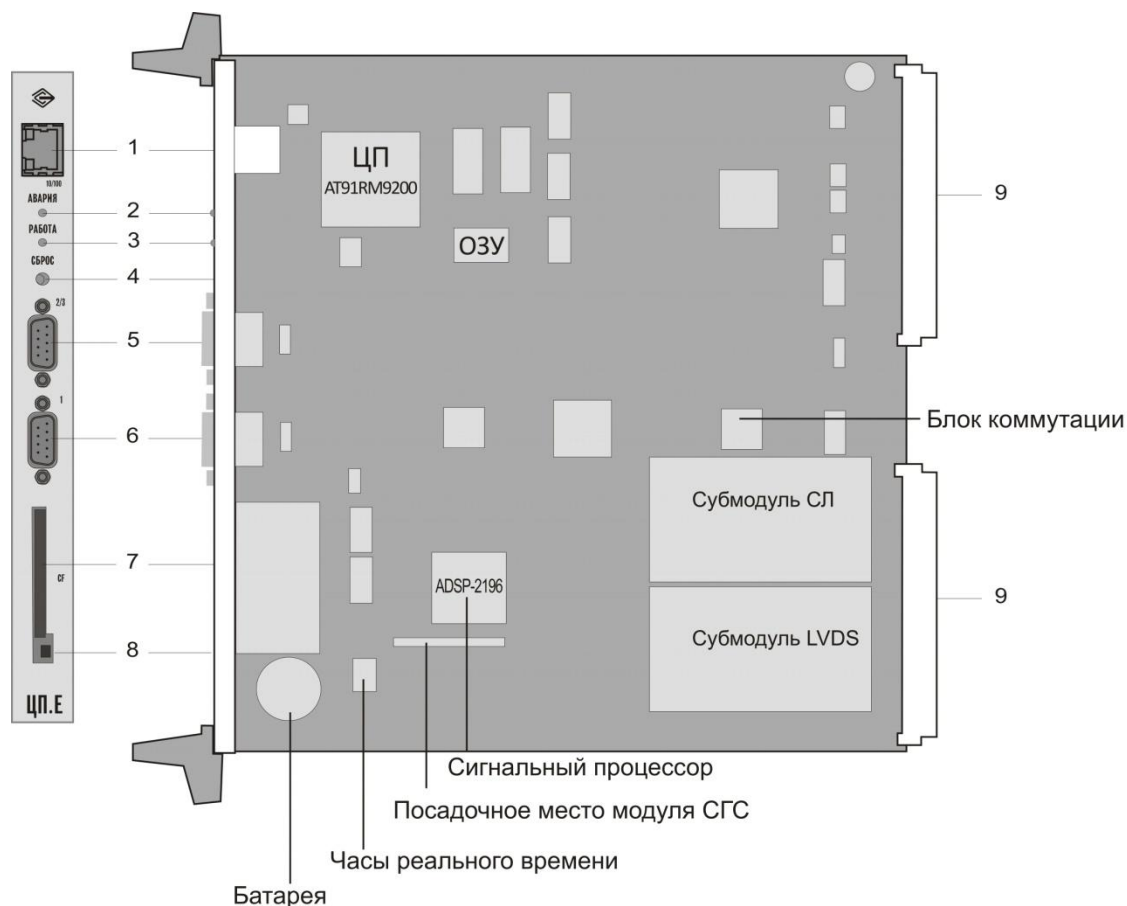 10/100
АВАРИЯ
РАБОТА
СБРОС
2/3
1
CF
ЦП.Е
1
2
3
4
5
6
7
8
ЦП
AT91RM9200
ОЗУ
9
Блок коммутации
Субмодуль СЛ
ADSP-2196
9
Субмодуль LVDS
Сигнальный процессор
Посадочное место модуля СГС
Часы реального времени
Батарея